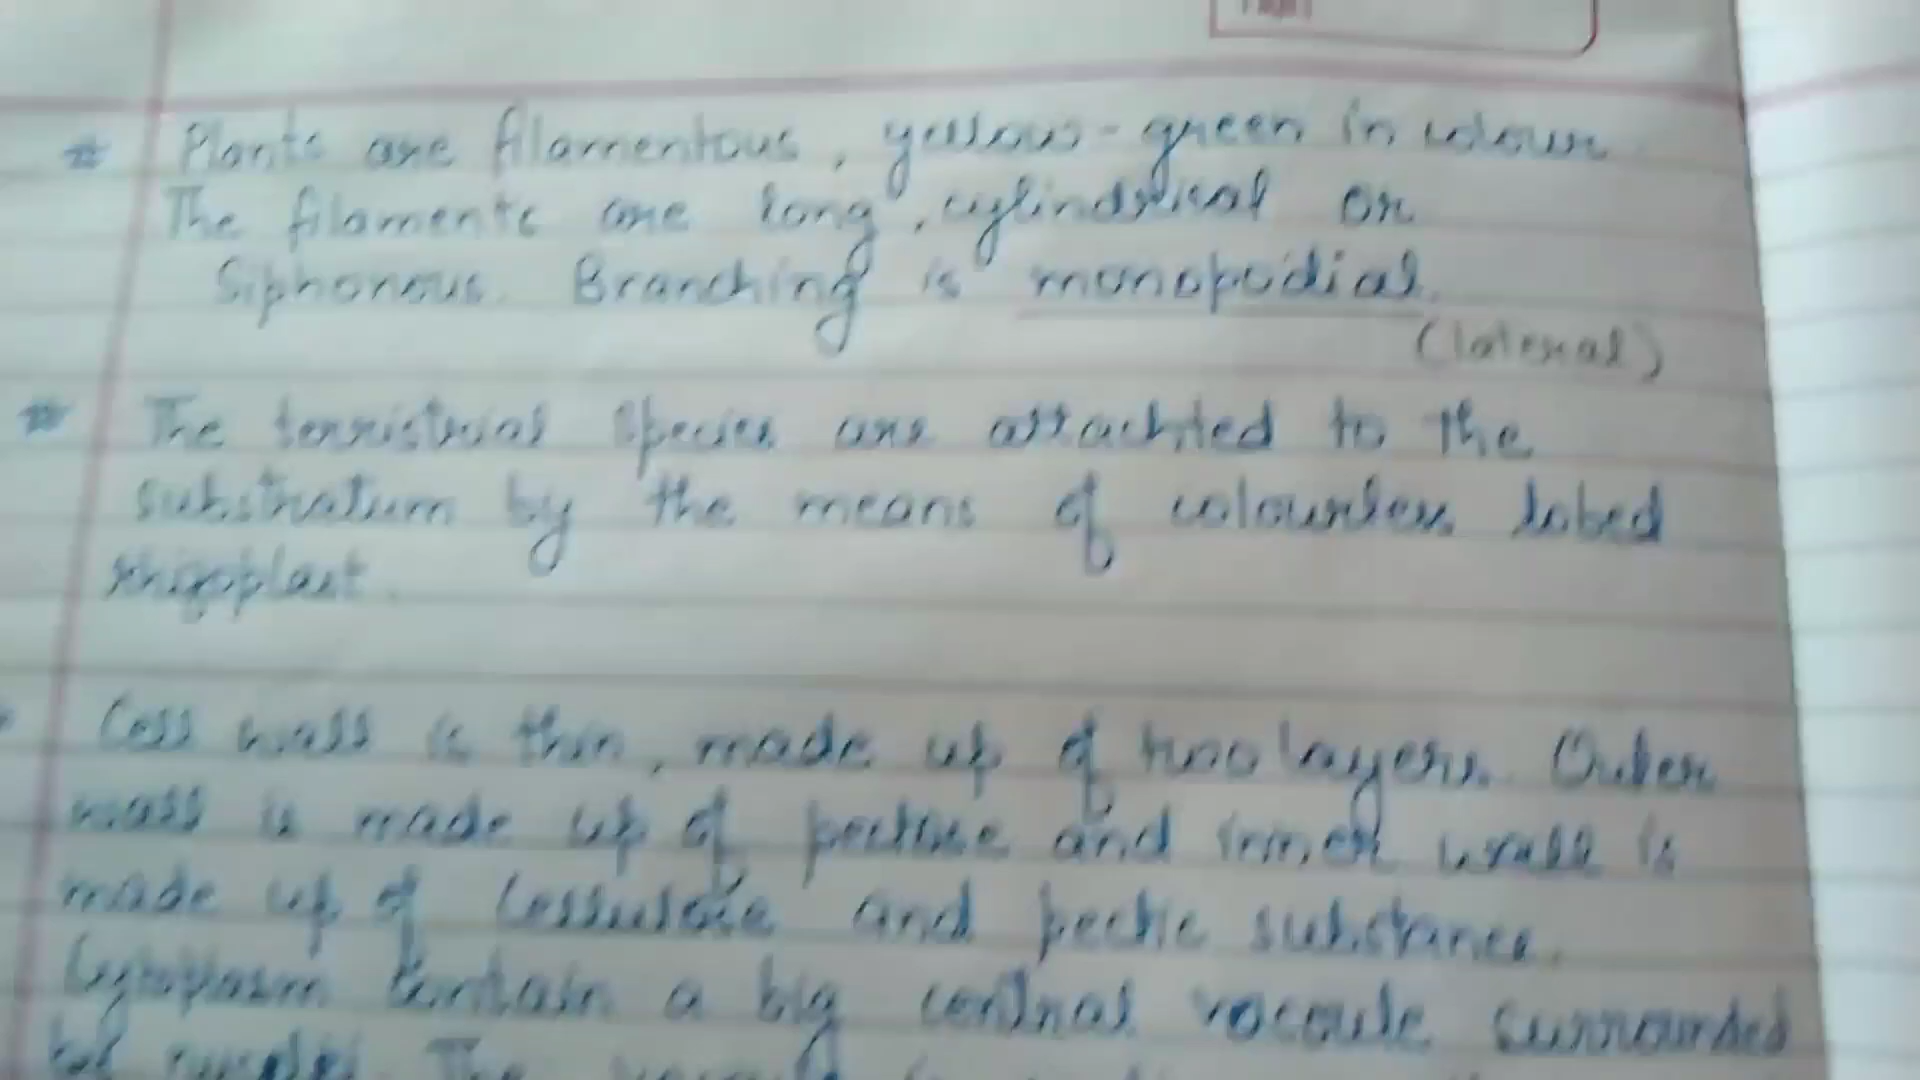 * Plants are filamentous, yellow-green in colour.
The filaments are long, cylindrical or
Siphonous. Branching is monopodial.
(lateral)
* The terristrial species are attachted to the
substratum by the means of colourless lobed
rhizoplast.
Cell wall is thin, made up of two layers. Outer
wall is made up of pectose and inner wall is
made up of cellulose and pectic substance.
Cytoplasm contain a big central vacoule surrounded
The